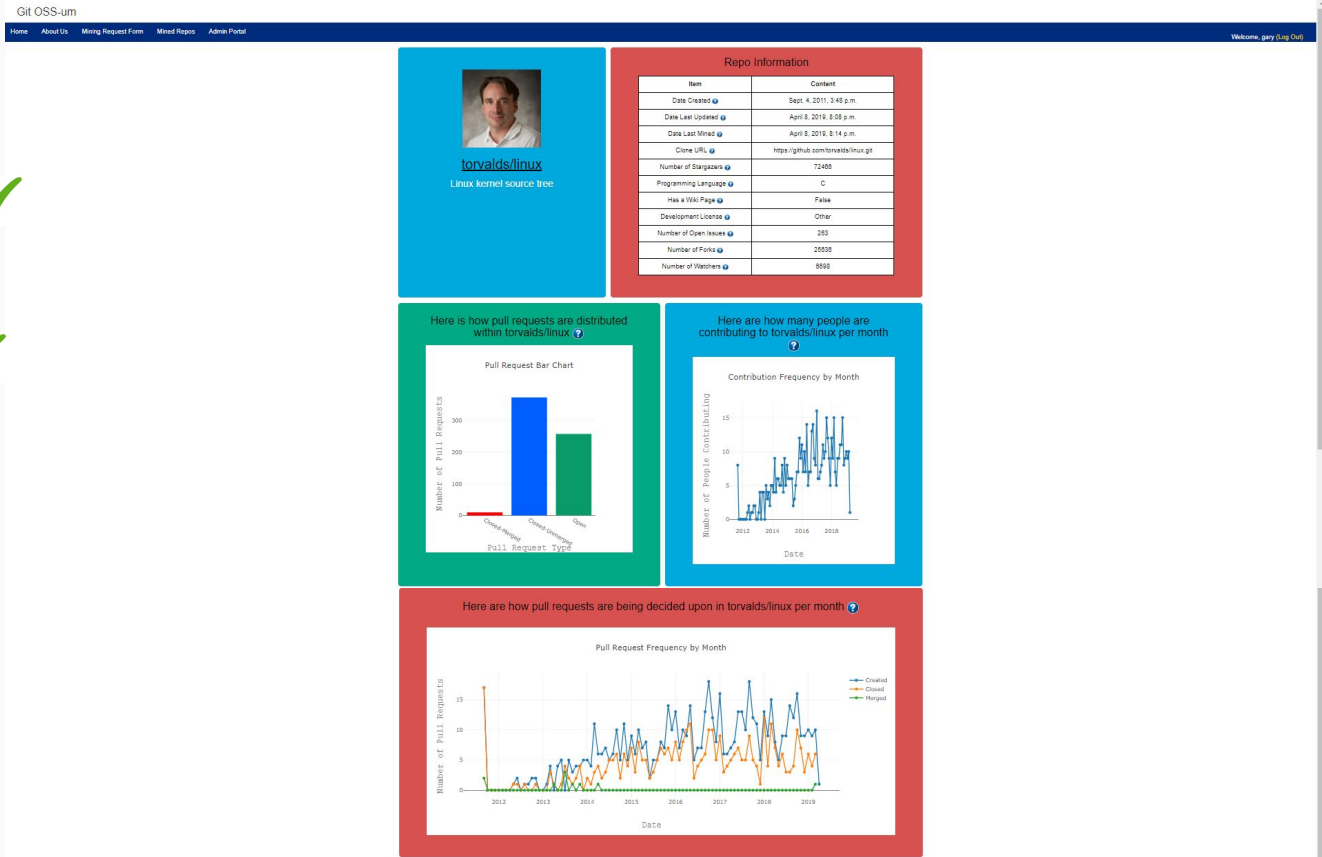 Git OSS-um
Home About Us Mining Request Form Mined Repos Admin Portal
Welcome, gary (Log Out)
torvalds/linux
Linux kernel source tree
Repo Information
Item Content
Date Created Sept. 4, 2011, 3:48 p.m.
Date Last Updated April 8, 2019, 8:08 p.m.
Date Last Mined April 8, 2019, 8:14 p.m.
Clone URL https://github.com/torvalds/linux.git
Number of Stargazers 72466
Programming Language C
Has a Wiki Page False
Development License Other
Number of Open Issues 263
Number of Forks 25636
Number of Watchers 6698
Here is how pull requests are distributed
within torvalds/linux ?
Pull Request Bar Chart
Number of Pull Requests
300
200
100
0
Closed-Merged
Closed-Unmerged
Open
Pull Request Type
Here are how many people are
contributing to torvalds/linux per month
?
Contribution Frequency by Month
Number of People Contributing
15
10
5
0
2012 2014 2016 2018
Date
Here are how pull requests are being decided upon in torvalds/linux per month ?
Pull Request Frequency by Month
Number of Pull Requests
15
10
5
0
2012 2013 2014 2015 2016 2017 2018 2019
Date
Created
Closed
Merged